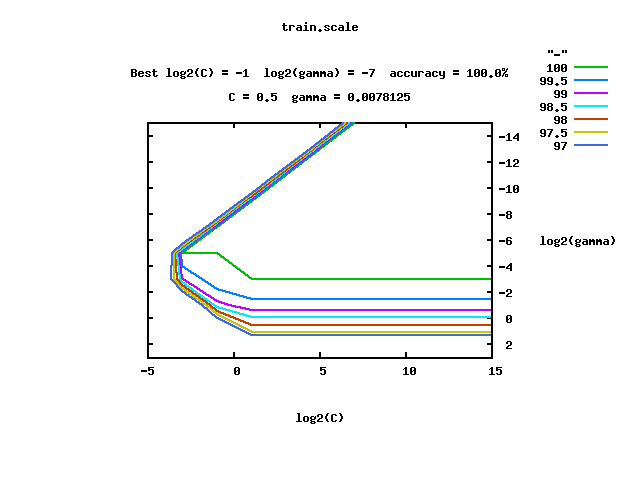 train.scale
Best log2(C) = -1  log2(gamma) = -7  accuracy = 100.0%
C = 0.5  gamma = 0.0078125
"-"
100
99.5
99
98.5
98
97.5
97
-14
-12
-10
-8
-6
-4
-2
0
2
log2(gamma)
-5 0 5 10 15
log2(C)